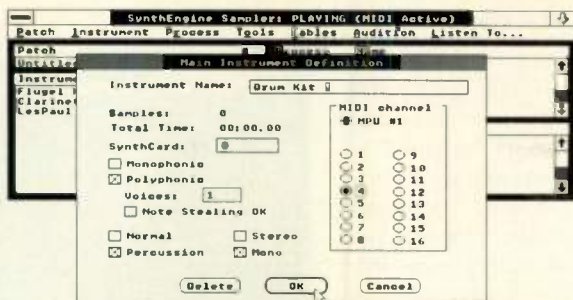 SynthEngine Sampler: PLAYING (MIDI Active)
Patch Instrument Process Tools Tables Audition Listen To...
Patch
Untitle
Instrume
Flugel H
Clarinet
LesPaul
Main Instrument Definition
Instrument Name: Drum Kit
Samples: 0
Total Time: 00:00.00
SynthCard: 0
Monophonic
Polyphonic
Voices: 1
Note Stealing OK
Normal Stereo
Percussion Mono
MIDI channel
MPU #1
1 9
2 10
3 11
4 12
5 13
6 14
7 15
8 16
Delete OK Cancel